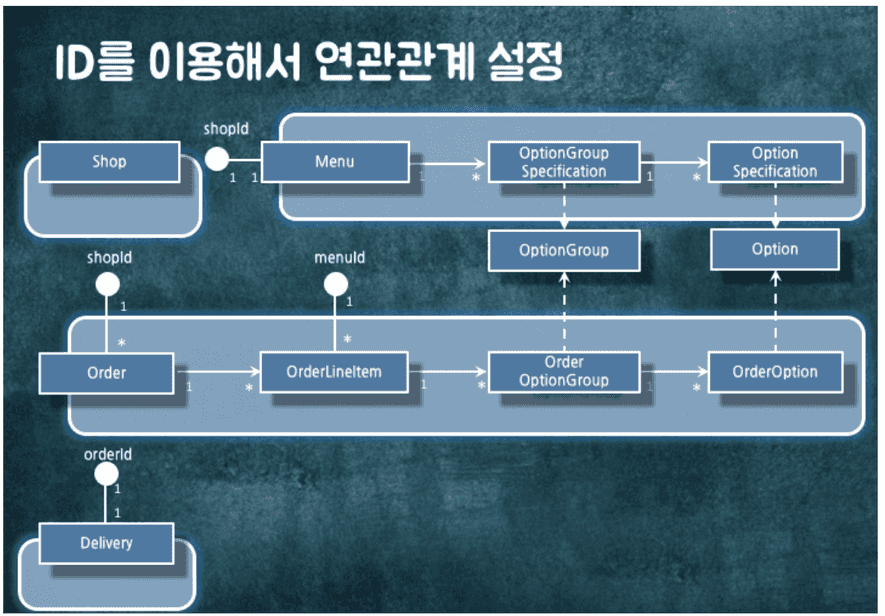 ID를 이용해서 연관관계 설정
shopId
Shop
1
1
Menu
1
*
OptionGroup
Specification
1
*
Option
Specification
shopId
1
*
menuId
1
*
OptionGroup
Option
Order
1
*
OrderLineItem
1
*
Order
OptionGroup
1
*
OrderOption
orderId
1
1
Delivery